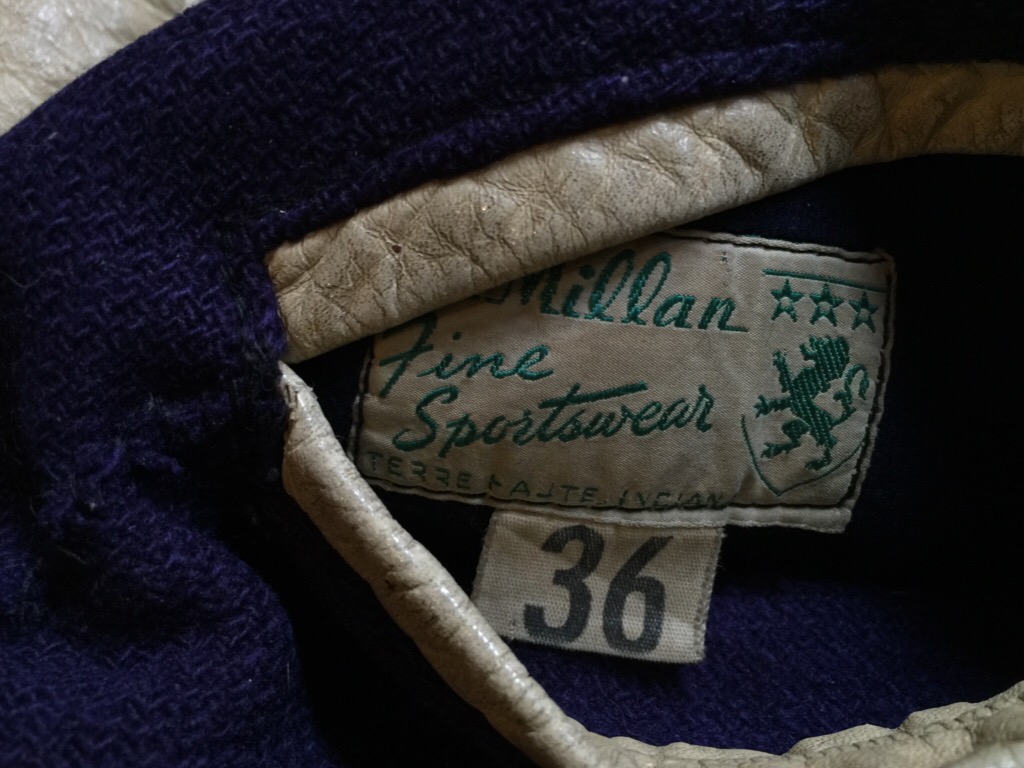 Millan
Fine
Sportswear
TERRE HAUTE, INDIAN
36